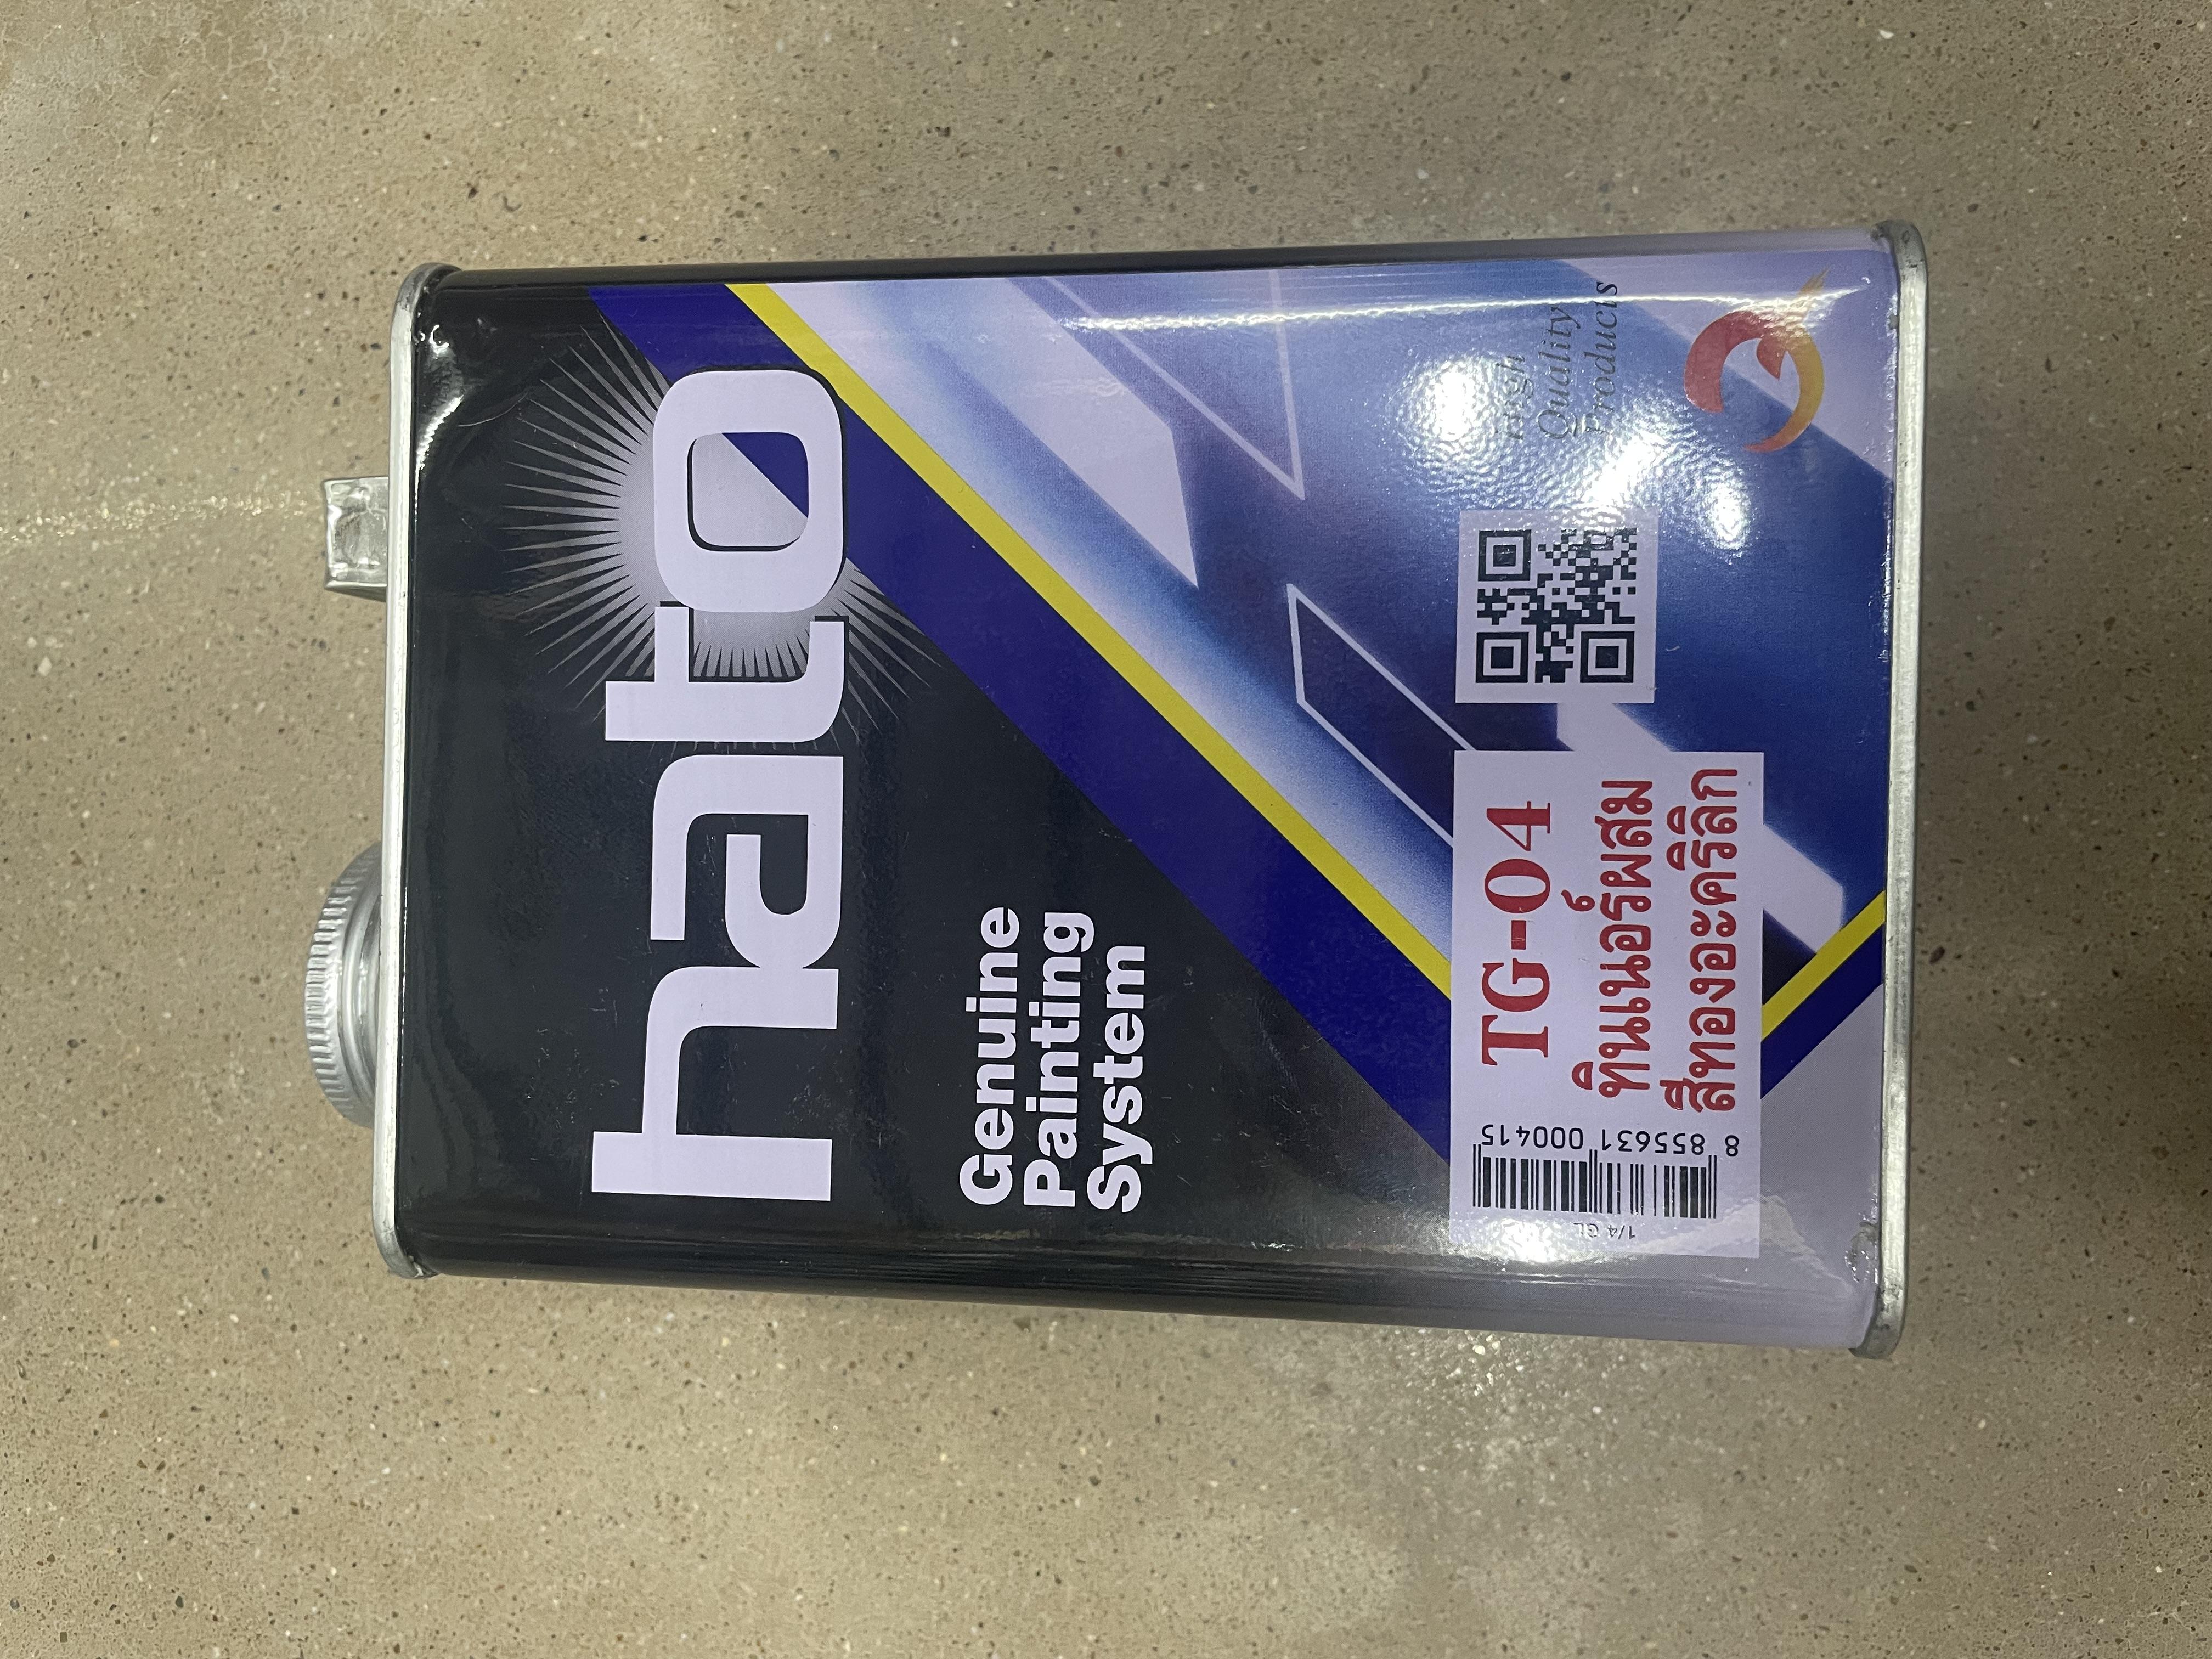 hato
Genuine
Painting
System
TG-04
ทินเนอร์ผสม
สีทองอะคริลิก
8 855631 000415
1/4 GL
High
Quality
Products